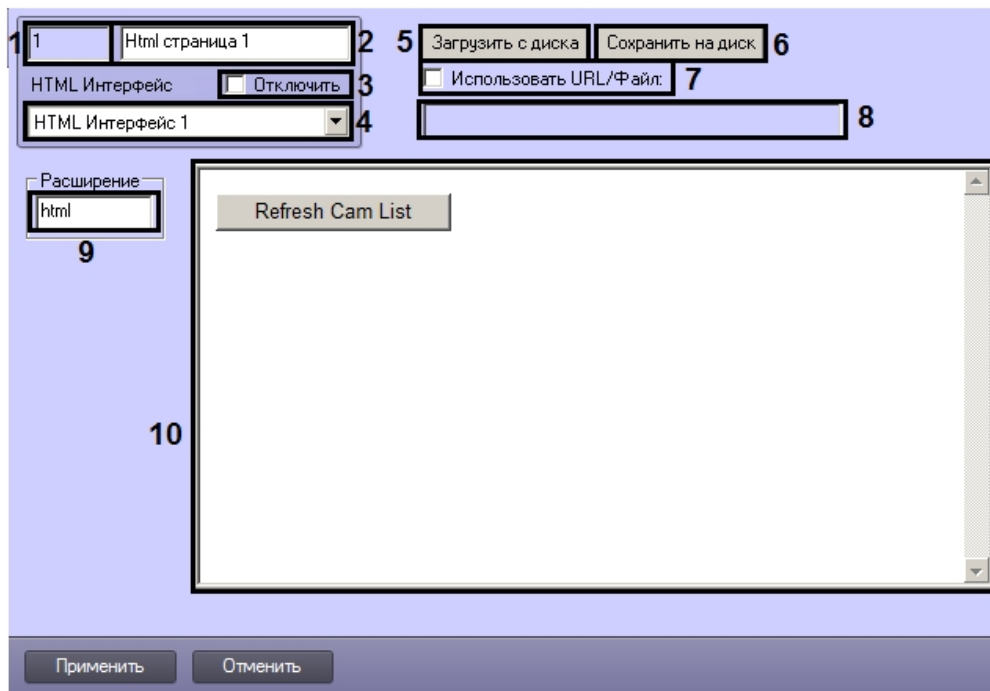 1 1 Html страница 1 2 5 Загрузить с диска Сохранить на диск 6
HTML Интерфейс Отключить 3 Использовать URL/Файл: 7
HTML Интерфейс 1 4 8
Расширение
html
9
Refresh Cam List
10
Применить Отменить